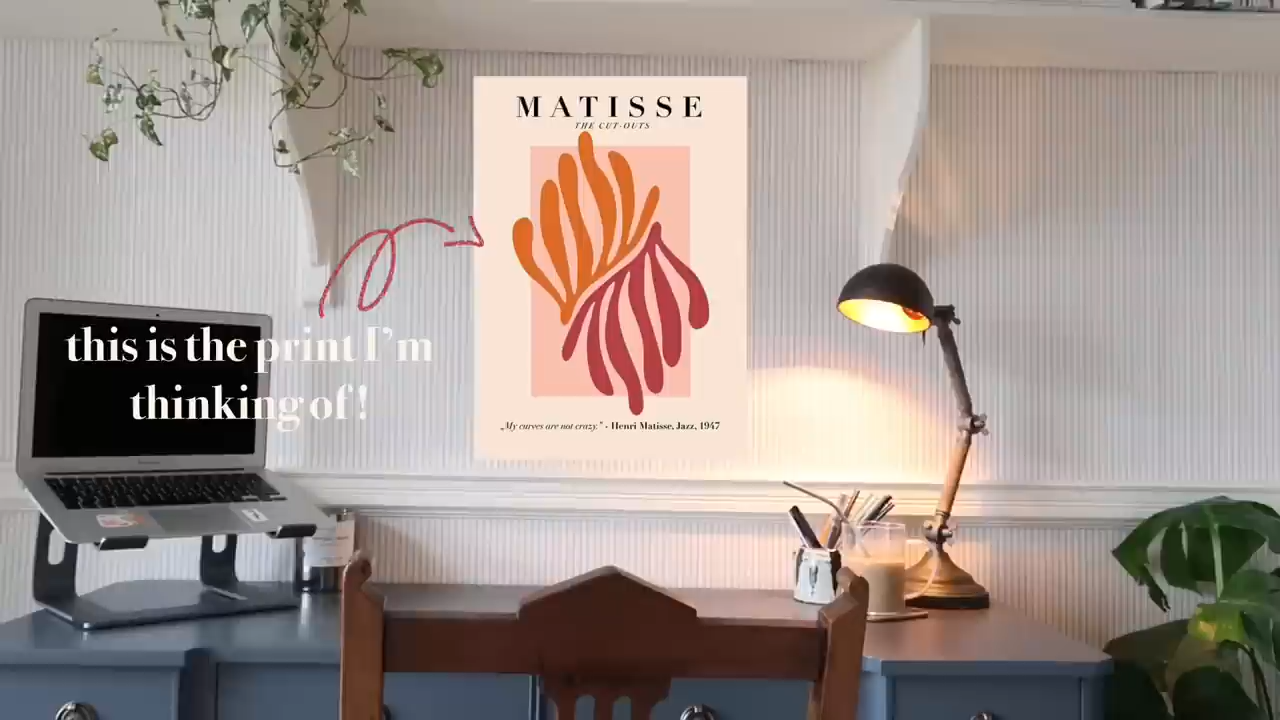 MATISSE
THE CUT-OUTS
this is the print I'm
thinking of!
„My curves are not crazy.” - Henri Matisse, Jazz, 1947